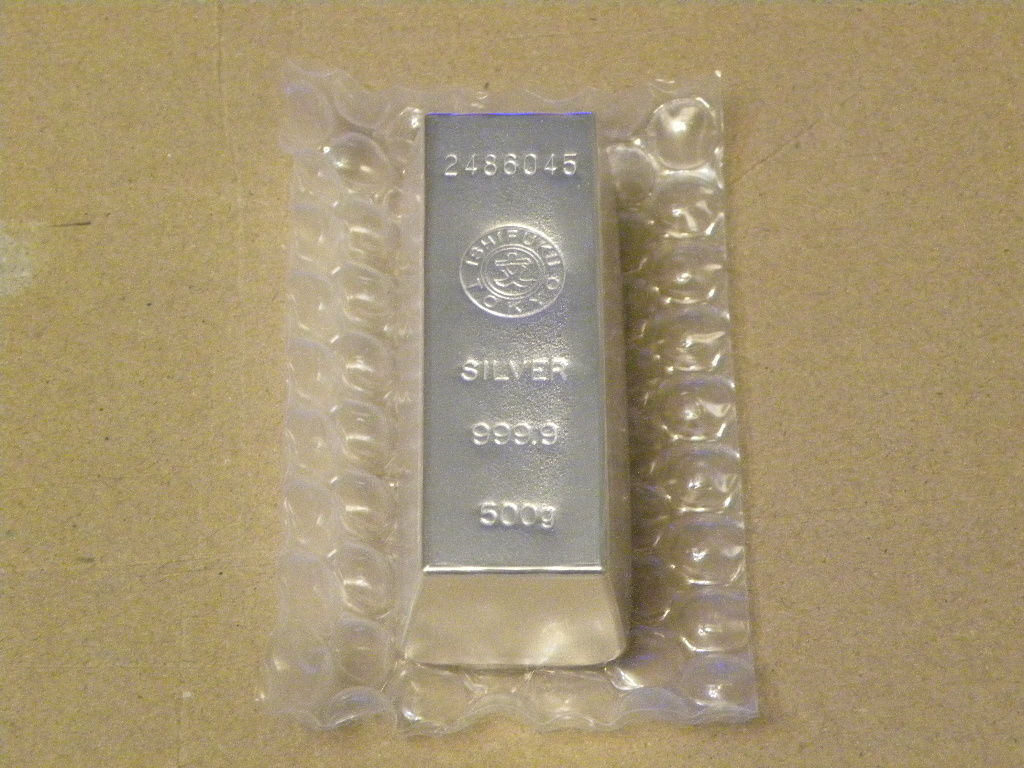 2486045
ISHIFUKU TOKYO
SILVER
999.9
500g